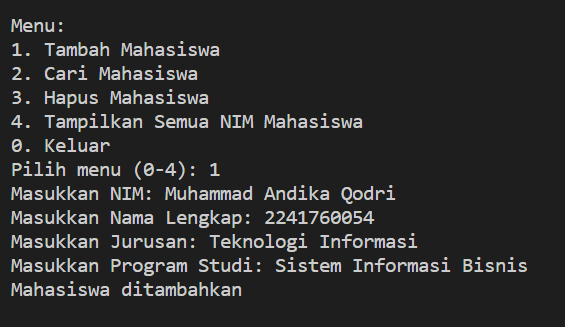 Menu:
1. Tambah Mahasiswa
2. Cari Mahasiswa
3. Hapus Mahasiswa
4. Tampilkan Semua NIM Mahasiswa
0. Keluar
Pilih menu (0-4): 1
Masukkan NIM: Muhammad Andika Qodri
Masukkan Nama Lengkap: 2241760054
Masukkan Jurusan: Teknologi Informasi
Masukkan Program Studi: Sistem Informasi Bisnis
Mahasiswa ditambahkan